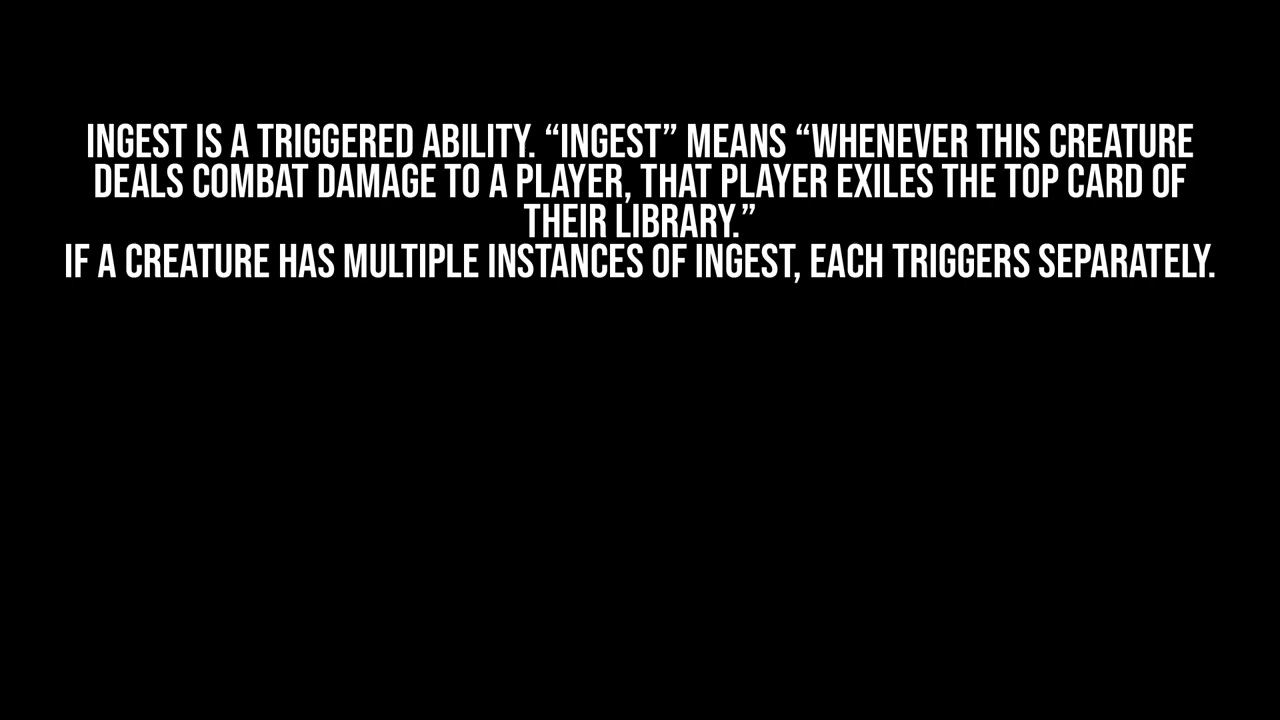 INGEST IS A TRIGGERED ABILITY. “INGEST” MEANS “WHENEVER THIS CREATURE
DEALS COMBAT DAMAGE TO A PLAYER, THAT PLAYER EXILES THE TOP CARD OF
THEIR LIBRARY.”
IF A CREATURE HAS MULTIPLE INSTANCES OF INGEST, EACH TRIGGERS SEPARATELY.